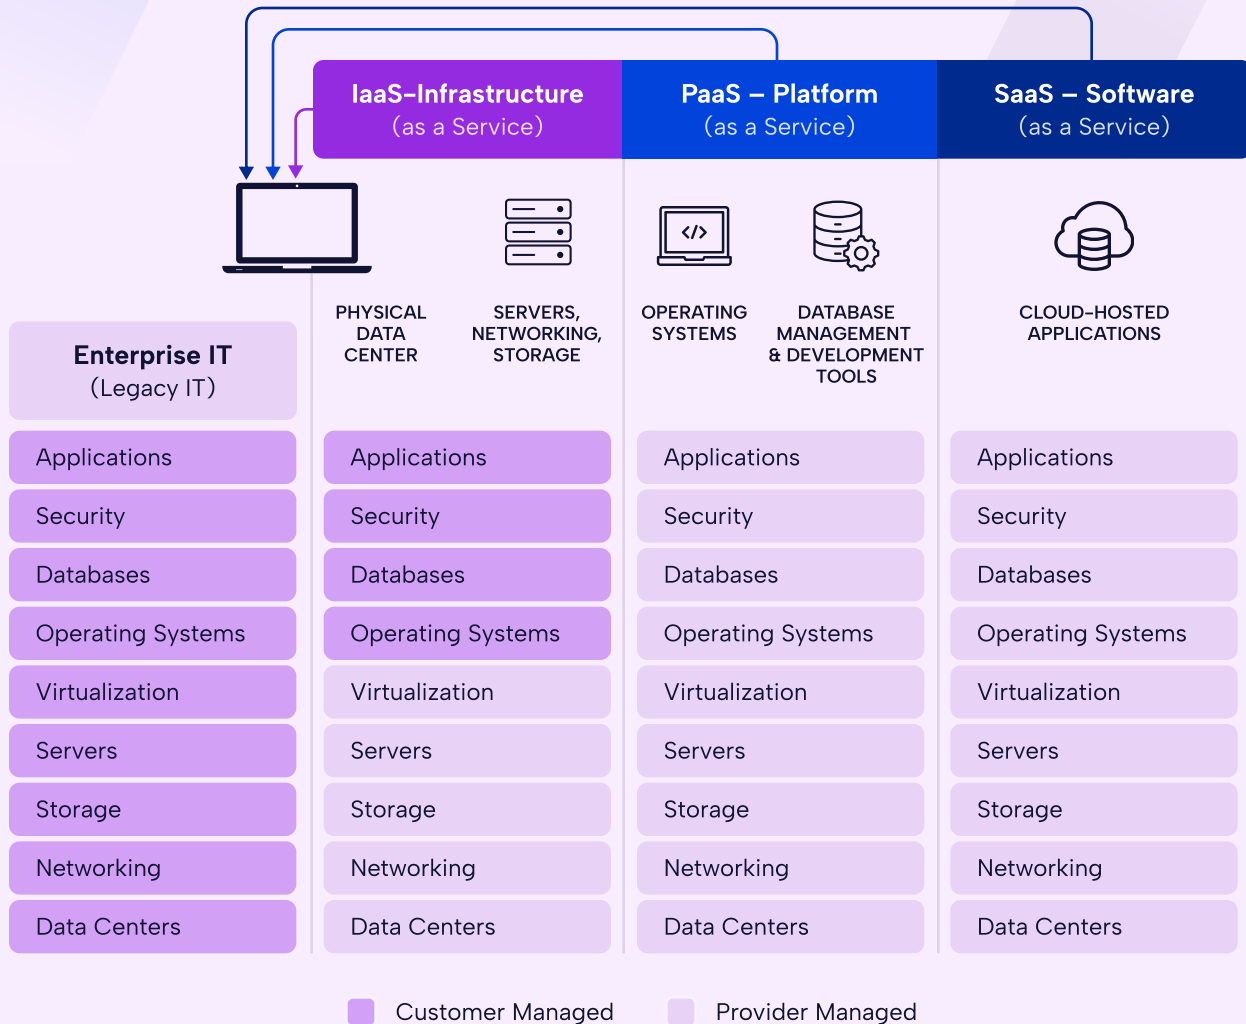 IaaS-Infrastructure
(as a Service)
PaaS – Platform
(as a Service)
SaaS – Software
(as a Service)
</>
PHYSICAL
DATA
CENTER
SERVERS,
NETWORKING,
STORAGE
OPERATING
SYSTEMS
DATABASE
MANAGEMENT
& DEVELOPMENT
TOOLS
CLOUD-HOSTED
APPLICATIONS
Enterprise IT
(Legacy IT)
Applications
Security
Databases
Operating Systems
Virtualization
Servers
Storage
Networking
Data Centers
Applications
Security
Databases
Operating Systems
Virtualization
Servers
Storage
Networking
Data Centers
Applications
Security
Databases
Operating Systems
Virtualization
Servers
Storage
Networking
Data Centers
Applications
Security
Databases
Operating Systems
Virtualization
Servers
Storage
Networking
Data Centers
Customer Managed
Provider Managed